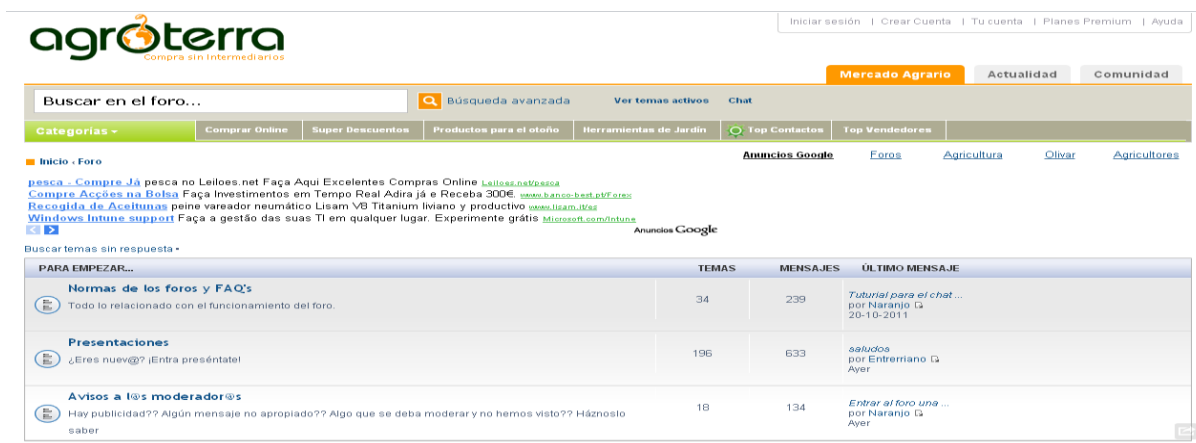 Iniciar sesión | Crear Cuenta | Tu cuenta | Planes Premium | Ayuda
agroterra
Compra sin Intermediarios
Mercado Agrario Actualidad Comunidad
Buscar en el foro... Búsqueda avanzada Ver temas activos Chat
Categorías Comprar Online Super Descuentos Productos para el otoño Herramientas de Jardín Top Contactos Top Vendedores
Inicio ‹ Foro Anuncios Google Foros Agricultura Olivar Agricultores
pesca - Compre Já pesca no Leiloes.net Faça Aqui Excelentes Compras Online Leiloes.net/pesca
Compre Acções na Bolsa Faça Investimentos em Tempo Real Adira já e Receba 300€. www.banco-best.pt/Forex
Recogida de Aceitunas peine vareador neumático Lisam V8 Titanium liviano y productivo www.lisam.it/es
Windows Intune support Faça a gestão das suas TI em qualquer lugar. Experimente grátis Microsoft.com/Intune
Anuncios Google
Buscar temas sin respuesta •
PARA EMPEZAR... TEMAS MENSAJES ÚLTIMO MENSAJE
Normas de los foros y FAQ's
Todo lo relacionado con el funcionamiento del foro.
34 239
Tuturial para el chat ...
por Naranjo
20-10-2011
Presentaciones
¿Eres nuev@? ¡Entra preséntate!
196 633
saludos
por Entrerriano
Ayer
Avisos a l@s moderador@s
Hay publicidad?? Algún mensaje no apropiado?? Algo que se deba moderar y no hemos visto?? Háznoslo
saber
18 134
Entrar al foro una ...
por Naranjo
Ayer